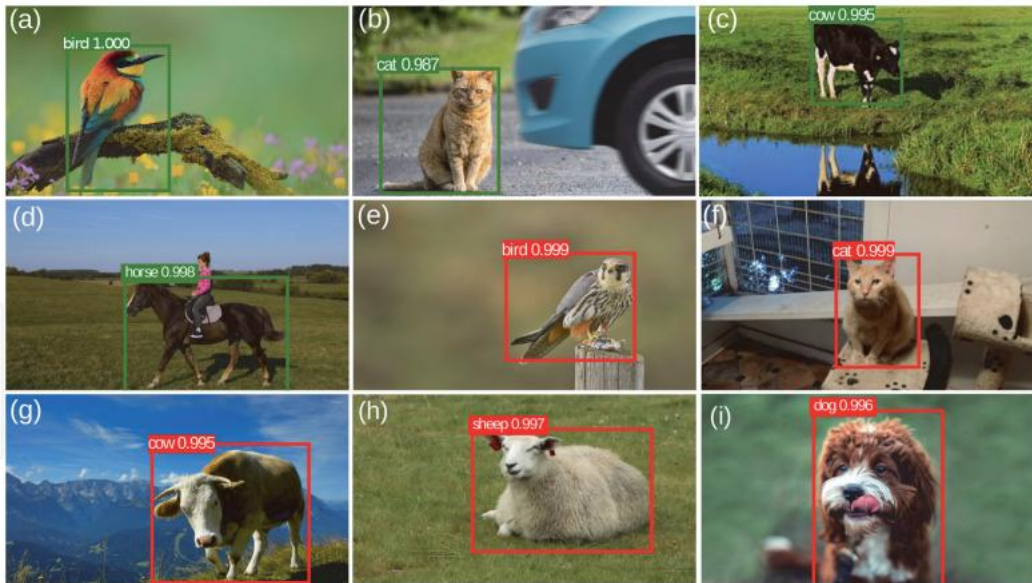 (a)
bird 1.000
(b)
cat 0.987
(c)
cow 0.995
(d)
horse 0.998
(e)
bird 0.999
(f)
cat 0.999
(g)
cow 0.995
(h)
sheep 0.997
(i)
dog 0.996